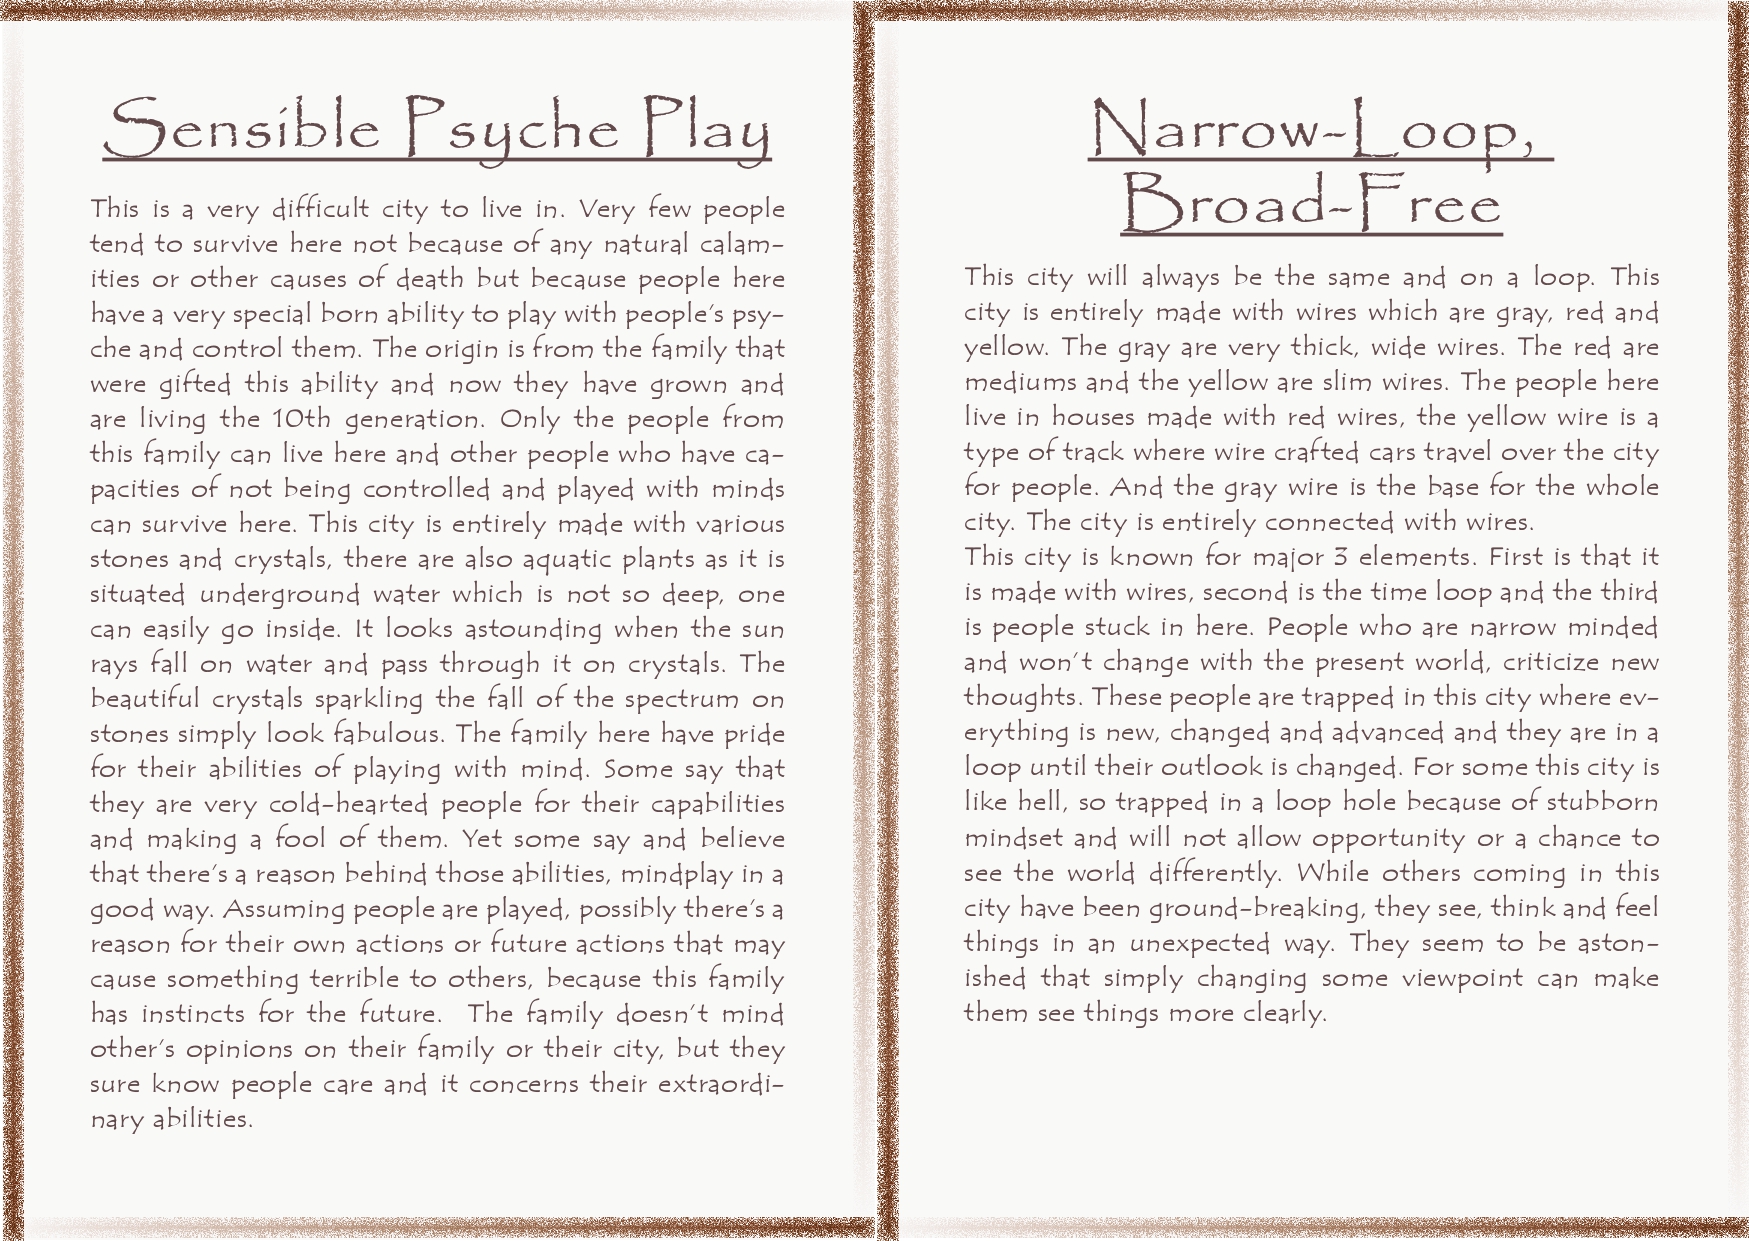 Sensible Psyche Play
This is a very difficult city to live in. Very few people
tend to survive here not because of any natural calam-
ities or other causes of death but because people here
have a very special born ability to play with people's psy-
che and control them. The origin is from the family that
were gifted this ability and now they have grown and
are living the 10th generation. Only the people from
this family can live here and other people who have ca-
pacities of not being controlled and played with minds
can survive here. This city is entirely made with various
stones and crystals, there are also aquatic plants as it is
situated underground water which is not so deep, one
can easily go inside. It looks astounding when the sun
rays fall on water and pass through it on crystals. The
beautiful crystals sparkling the fall of the spectrum on
stones simply look fabulous. The family here have pride
for their abilities of playing with mind. Some say that
they are very cold-hearted people for their capabilities
and making a fool of them. Yet some say and believe
that there's a reason behind those abilities, mindplay in a
good way. Assuming people are played, possibly there's a
reason for their own actions or future actions that may
cause something terrible to others, because this family
has instincts for the future.  The family doesn't mind
other's opinions on their family or their city, but they
sure know people care and it concerns their extraordi-
nary abilities.
Narrow-Loop,
Broad-Free
This city will always be the same and on a loop. This
city is entirely made with wires which are gray, red and
yellow. The gray are very thick, wide wires. The red are
mediums and the yellow are slim wires. The people here
live in houses made with red wires, the yellow wire is a
type of track where wire crafted cars travel over the city
for people. And the gray wire is the base for the whole
city. The city is entirely connected with wires.
This city is known for major 3 elements. First is that it
is made with wires, second is the time loop and the third
is people stuck in here. People who are narrow minded
and won't change with the present world, criticize new
thoughts. These people are trapped in this city where ev-
erything is new, changed and advanced and they are in a
loop until their outlook is changed. For some this city is
like hell, so trapped in a loop hole because of stubborn
mindset and will not allow opportunity or a chance to
see the world differently. While others coming in this
city have been ground-breaking, they see, think and feel
things in an unexpected way. They seem to be aston-
ished that simply changing some viewpoint can make
them see things more clearly.